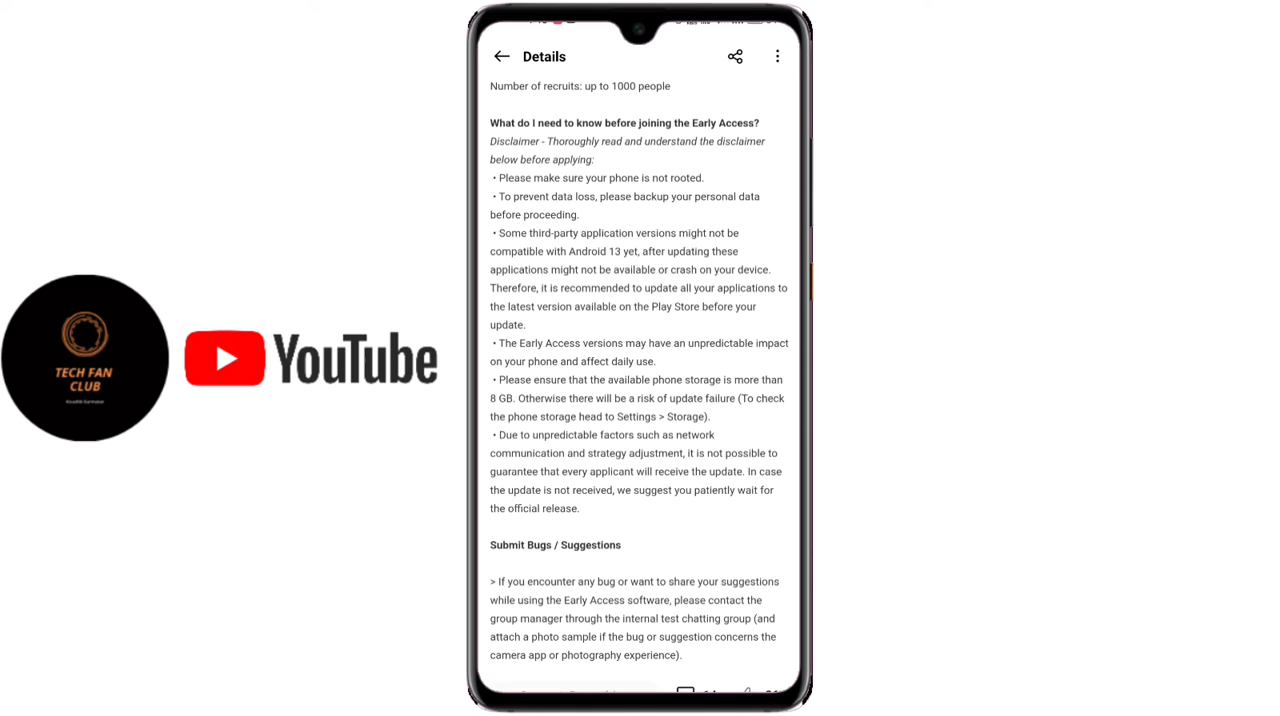 Details
Number of recruits: up to 1000 people
What do I need to know before joining the Early Access?
Disclaimer - Thoroughly read and understand the disclaimer
below before applying:
• Please make sure your phone is not rooted.
• To prevent data loss, please backup your personal data
before proceeding.
• Some third-party application versions might not be
compatible with Android 13 yet, after updating these
applications might not be available or crash on your device.
Therefore, it is recommended to update all your applications to
the latest version available on the Play Store before your
update.
• The Early Access versions may have an unpredictable impact
on your phone and affect daily use.
• Please ensure that the available phone storage is more than
8 GB. Otherwise there will be a risk of update failure (To check
the phone storage head to Settings > Storage).
• Due to unpredictable factors such as network
communication and strategy adjustment, it is not possible to
guarantee that every applicant will receive the update. In case
the update is not received, we suggest you patiently wait for
the official release.
Submit Bugs / Suggestions
> If you encounter any bug or want to share your suggestions
while using the Early Access software, please contact the
group manager through the internal test chatting group (and
attach a photo sample if the bug or suggestion concerns the
camera app or photography experience).
TECH FAN
CLUB
YouTube